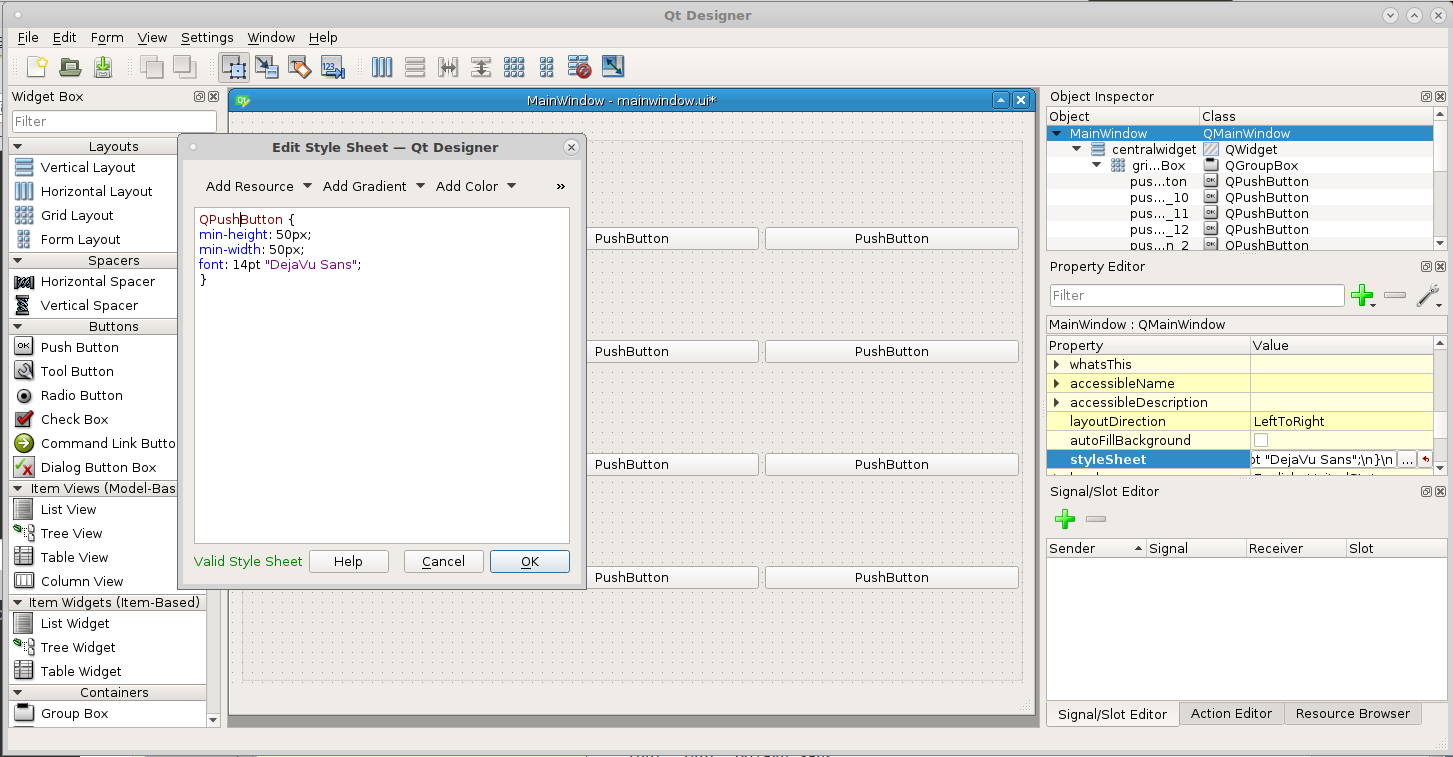 Qt Designer
File Edit Form View Settings Window Help
Widget Box
Filter
Layouts
Vertical Layout
Horizontal Layout
Grid Layout
Form Layout
Spacers
Horizontal Spacer
Vertical Spacer
Buttons
Push Button
Tool Button
Radio Button
Check Box
Command Link Butto
Dialog Button Box
Item Views (Model-Bas
List View
Tree View
Table View
Column View
Item Widgets (Item-Based)
List Widget
Tree Widget
Table Widget
Containers
Group Box
MainWindow - mainwindow.ui*
Edit Style Sheet — Qt Designer
Add Resource Add Gradient Add Color »
QPushButton {
min-height: 50px;
min-width: 50px;
font: 14pt "DejaVu Sans";
}
Valid Style Sheet Help Cancel OK
PushButton PushButton
PushButton PushButton
PushButton PushButton
PushButton PushButton
Object Inspector
Object Class
MainWindow QMainWindow
centralwidget QWidget
gri...Box QGroupBox
pus...ton QPushButton
pus..._10 QPushButton
pus..._11 QPushButton
pus..._12 QPushButton
pus...n_2 QPushButton
Property Editor
Filter
MainWindow : QMainWindow
Property Value
whatsThis
accessibleName
accessibleDescription
layoutDirection LeftToRight
autoFillBackground
styleSheet pt "DejaVu Sans";\n}\n ...
Signal/Slot Editor
Sender Signal Receiver Slot
Signal/Slot Editor Action Editor Resource Browser